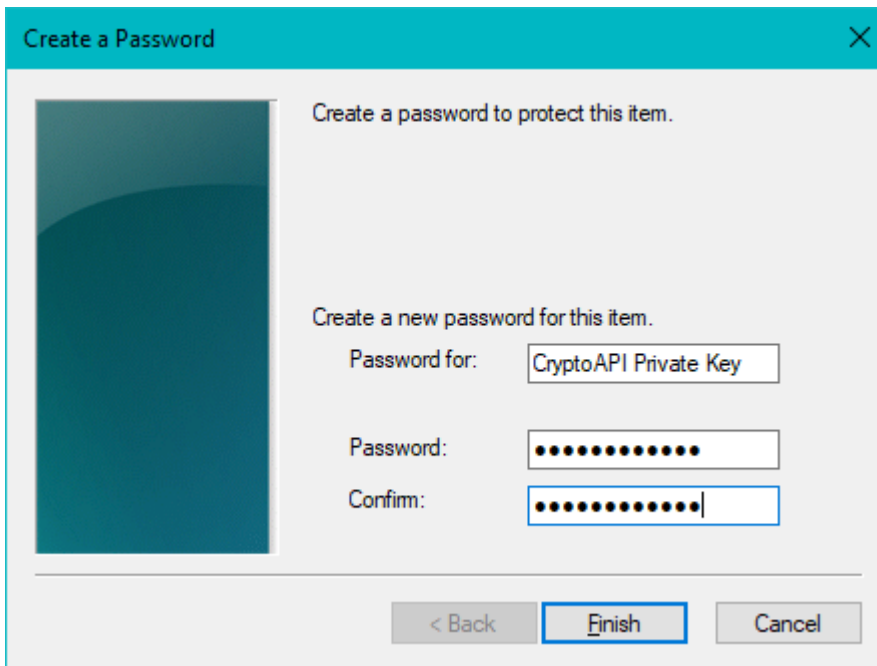 Create a Password
Create a password to protect this item.
Create a new password for this item.
Password for: CryptoAPI Private Key
Password: ●●●●●●●●●●●●
Confirm: ●●●●●●●●●●●●
< Back Finish Cancel